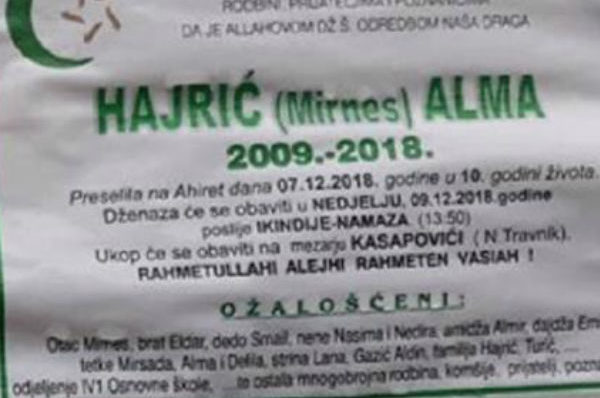 RODBINI, PRIJATELJIMA I POZNANICIMA
DA JE ALLAHOVOM DŽ.Š. ODREDBOM NAŠA DRAGA
HAJRIĆ (Mirnes) ALMA
2009.-2018.
Preselila na Ahiret dana 07.12.2018. godine u 10. godini života.
Dženaza će se obaviti u NEDJELJU, 09.12.2018.godine
poslije IKINDIJE-NAMAZA (13:50)
Ukop će se obaviti na mezarju KASAPOVIĆI ( N.Travnik).
RAHMETULLAHI ALEJHI RAHMETEN VASIAH !
OŽALOŠĆENI:
Otac Mirnes, brat Eldar, dedo Smail, nene Nasima i Nedira, amidža Almir, dajdža
tetke Mirsada, Alma i Delila, strina Lana, Gazić Aldin, familija Hajrić, Turić, ...
odjeljenje IV1 Osnovne škole, ... te ostala mnogobrojna rodbina, komšije, prijatelji,